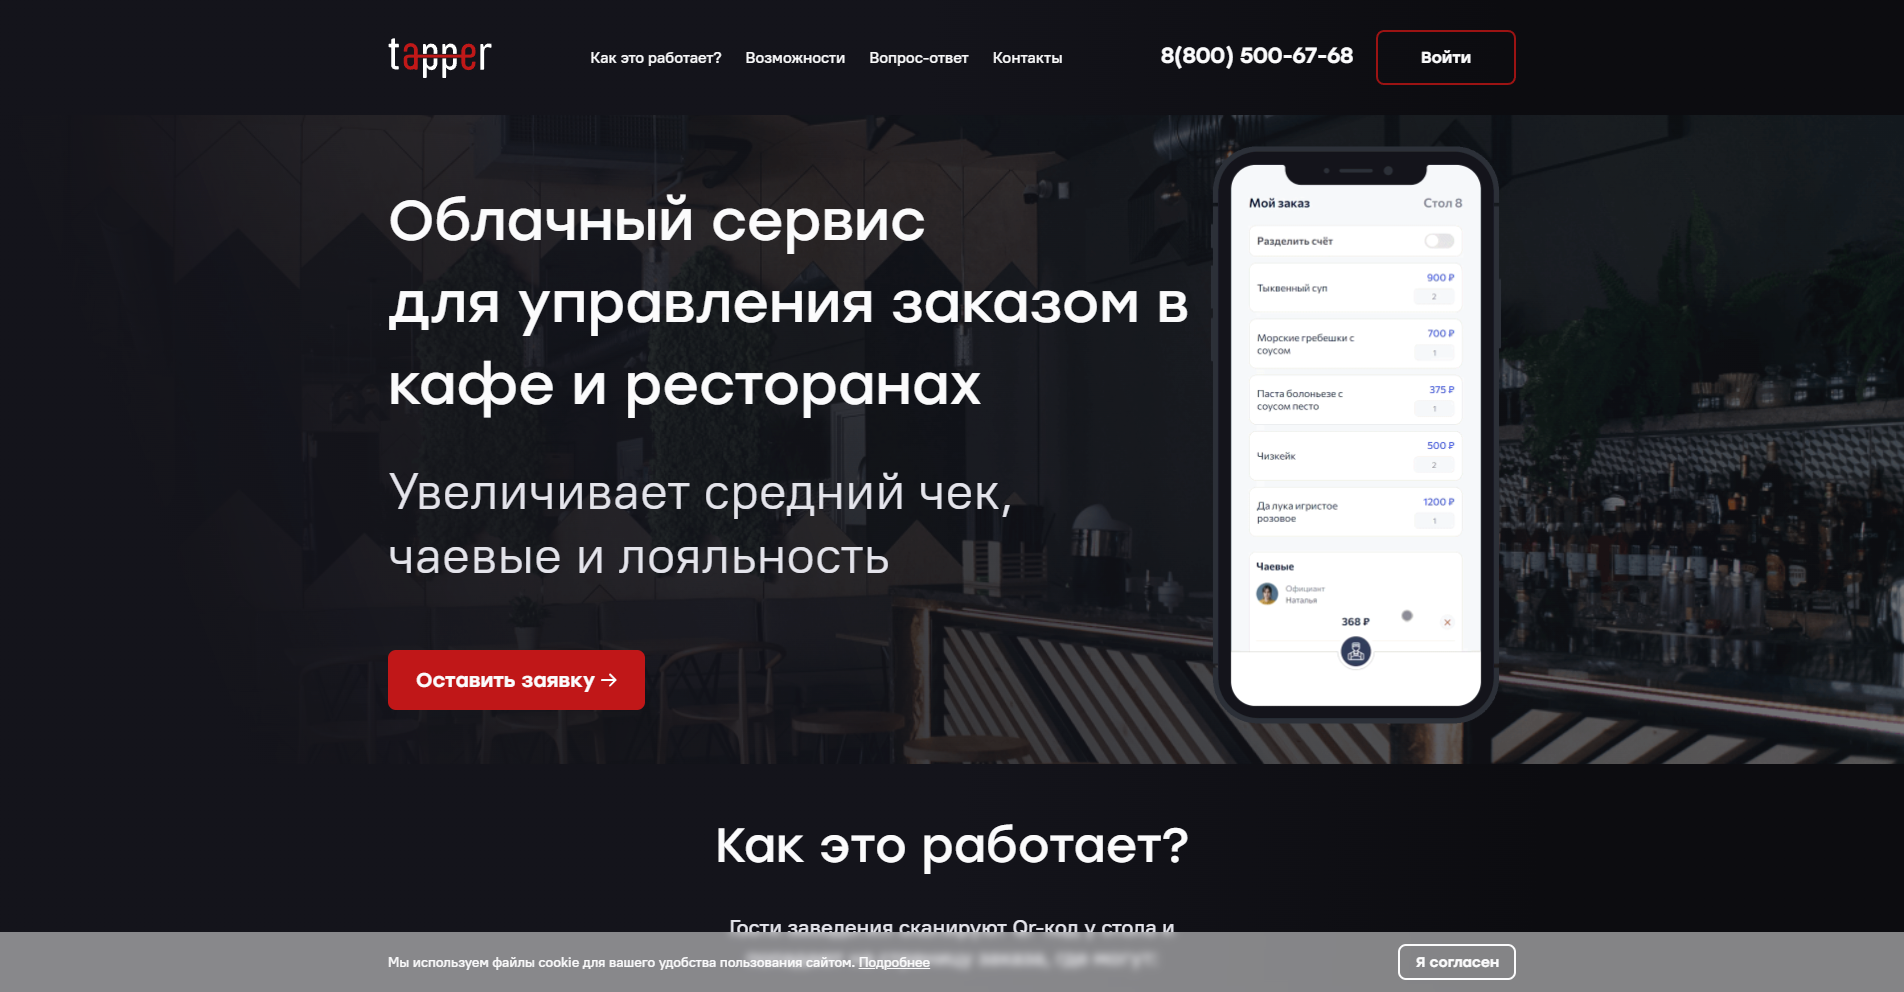 tapper
Как это работает?
Возможности
Вопрос-ответ
Контакты
8(800) 500-67-68
Войти
Облачный сервис
для управления заказом в
кафе и ресторанах
Увеличивает средний чек,
чаевые и лояльность
Оставить заявку →
Мой заказ
Стол 8
Разделить счёт
900 ₽
Тыквенный суп
2
700 ₽
Морские гребешки с
соусом
1
375 ₽
Паста болоньезе с
соусом песто
1
500 ₽
Чизкейк
2
1200 ₽
Да лука игристое
розовое
1
Чаевые
Официант
Наталья
368 ₽
Как это работает?
Гости заведения сканируют Qr-код у стола и
заказа, где могут:
Мы используем файлы cookie для вашего удобства пользования сайтом. Подробнее
Я согласен